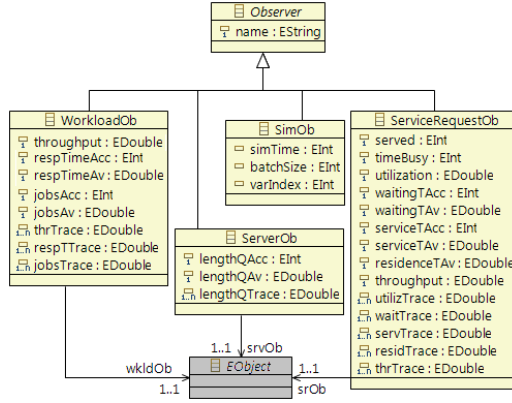 Observer
name : EString
WorkloadOb
throughput : EDouble
respTimeAcc : EInt
respTimeAv : EDouble
jobsAcc : EInt
jobsAv : EDouble
thrTrace : EDouble
respTTrace : EDouble
jobsTrace : EDouble
SimOb
simTime : EInt
batchSize : EInt
varIndex : EInt
ServiceRequestOb
served : EInt
timeBusy : EInt
utilization : EDouble
waitingTAcc : EInt
waitingTAv : EDouble
serviceTAcc : EInt
serviceTAv : EDouble
residenceTAv : EDouble
throughput : EDouble
utilizTrace : EDouble
waitTrace : EDouble
servTrace : EDouble
residTrace : EDouble
thrTrace : EDouble
ServerOb
lengthQAcc : EInt
lengthQAv : EDouble
lengthQTrace : EDouble
1..1 srvOb
wkldOb
1..1
EObject
1..1
srOb